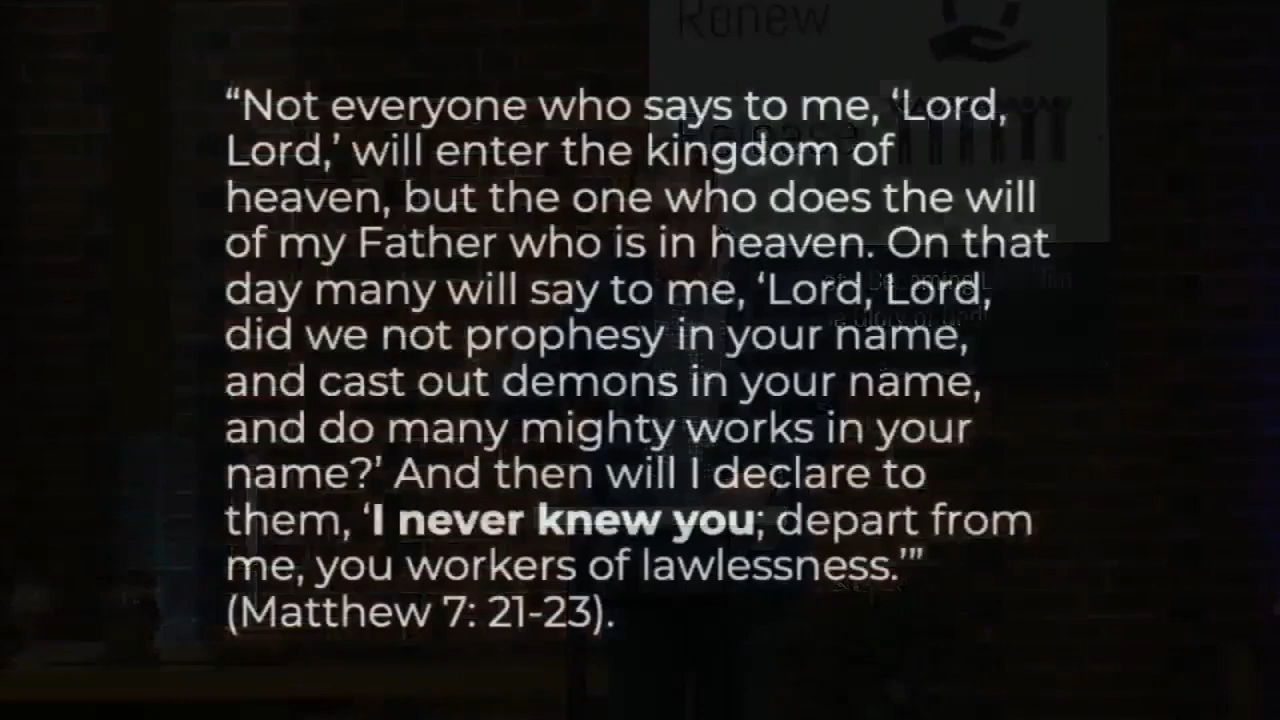 Renew
Release
“Not everyone who says to me, ‘Lord,
Lord,’ will enter the kingdom of
heaven, but the one who does the will
of my Father who is in heaven. On that
day many will say to me, ‘Lord, Lord,
did we not prophesy in your name,
and cast out demons in your name,
and do many mighty works in your
name?’ And then will I declare to
them, ‘I never knew you; depart from
me, you workers of lawlessness.’”
(Matthew 7: 21-23).